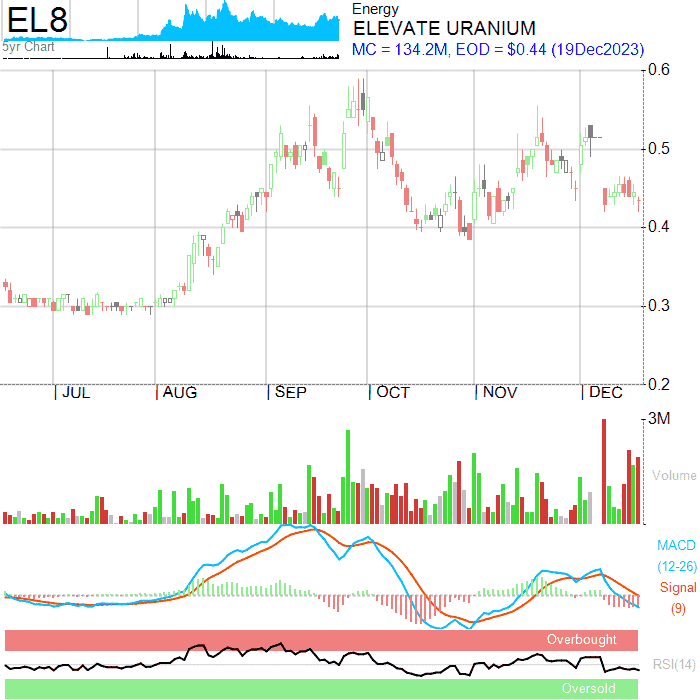 EL8
5yr Chart
Energy
ELEVATE URANIUM
MC = 134.2M, EOD = $0.44 (19Dec2023)
0.6
0.5
0.4
0.3
0.2
JUL AUG SEP OCT NOV DEC
3M
Volume
MACD
(12-26)
Signal
(9)
Overbought
RSI(14)
Oversold